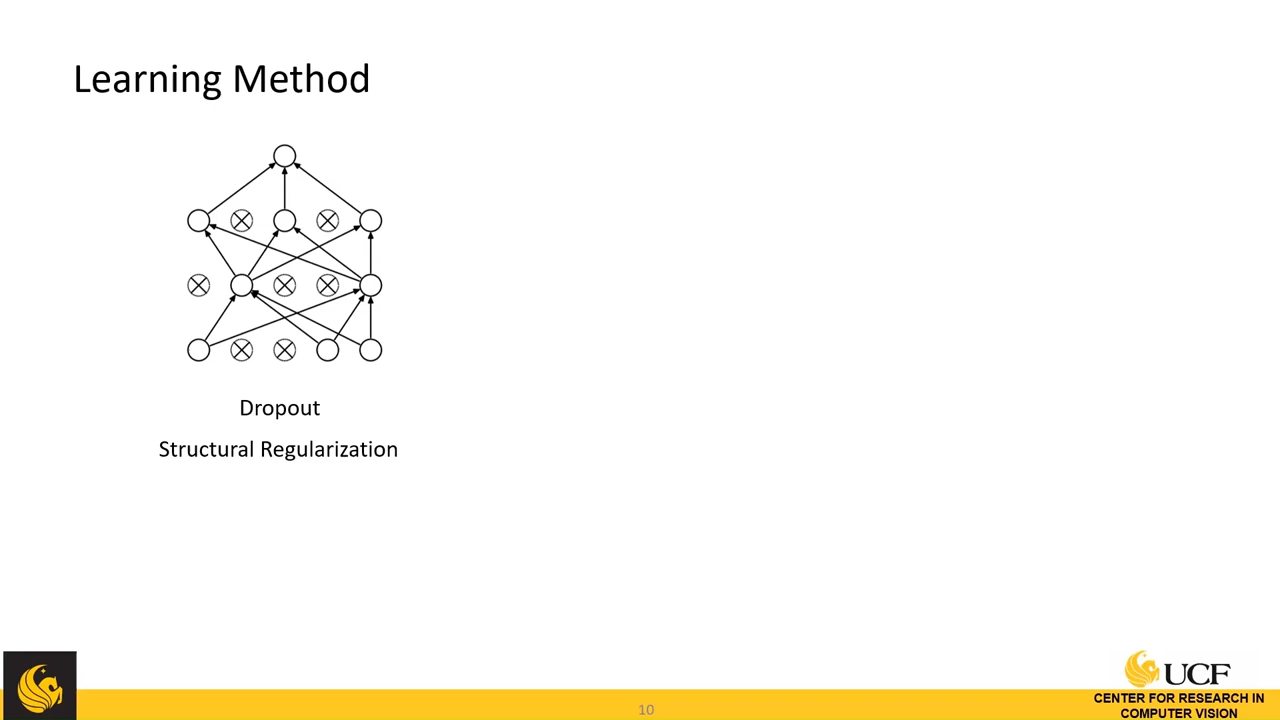 Learning Method
Dropout
Structural Regularization
10
UCF
CENTER FOR RESEARCH IN
COMPUTER VISION